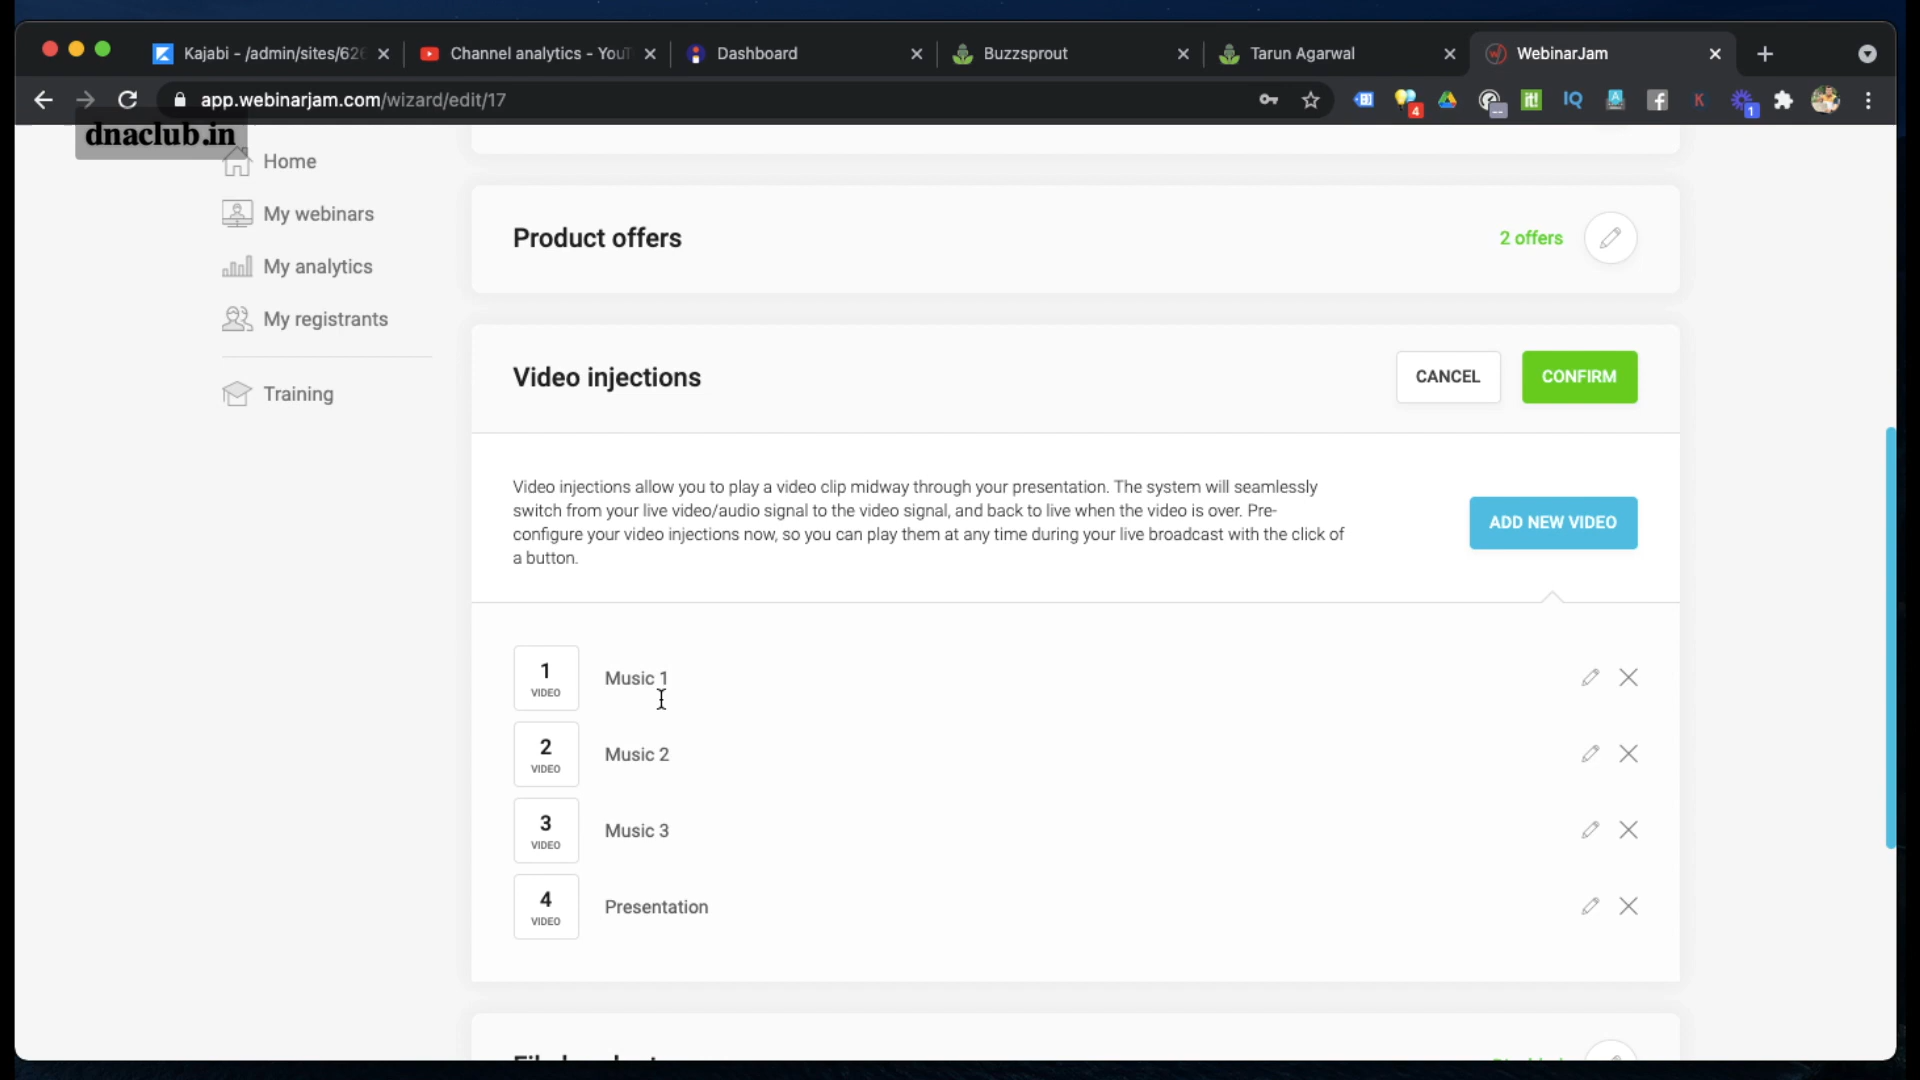 Kajabi - /admin/sites/626
Channel analytics - YouT
Dashboard
Buzzsprout
Tarun Agarwal
WebinarJam
app.webinarjam.com/wizard/edit/17
4
it!
IQ
K
1
dnaclub.in
Home
My webinars
My analytics
My registrants
Training
Product offers
2 offers
Video injections
CANCEL
CONFIRM
Video injections allow you to play a video clip midway through your presentation. The system will seamlessly
switch from your live video/audio signal to the video signal, and back to live when the video is over. Pre-
configure your video injections now, so you can play them at any time during your live broadcast with the click of
a button.
ADD NEW VIDEO
1
VIDEO
Music 1
2
VIDEO
Music 2
3
VIDEO
Music 3
4
VIDEO
Presentation